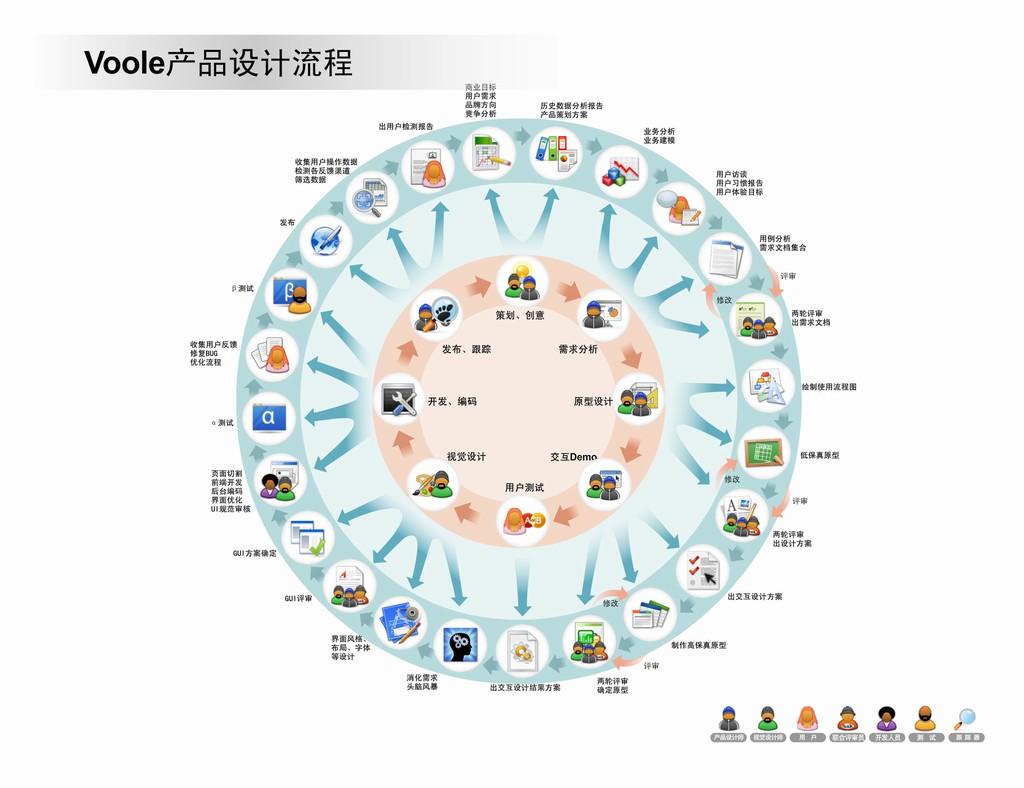 Voole产品设计流程
商业目标
用户需求
品牌方向
竞争分析
历史数据分析报告
产品策划方案
业务分析
业务建模
用户访谈
用户习惯报告
用户体验目标
用例分析
需求文档集合
评审
修改
两轮评审
出需求文档
绘制使用流程图
低保真原型
修改
评审
两轮评审
出设计方案
出交互设计方案
修改
制作高保真原型
评审
两轮评审
确定原型
出交互设计结果方案
消化需求
头脑风暴
界面风格、
布局、字体
等设计
GUI评审
GUI方案确定
页面切割
前端开发
后台编码
界面优化
UI规范审核
α测试
α
收集用户反馈
修复BUG
优化流程
β测试
β
发布
收集用户操作数据
检测各反馈渠道
筛选数据
出用户检测报告
策划、创意
需求分析
原型设计
交互Demo
用户测试
视觉设计
开发、编码
发布、跟踪
产品设计师
视觉设计师
用 户
联合评审员
开发人员
测 试
跟 踪 器